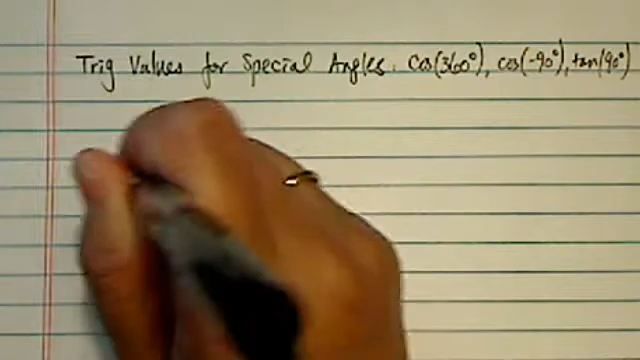 Trig Values for Special Angles. cos(360°), cos(-90°), tan(90°)